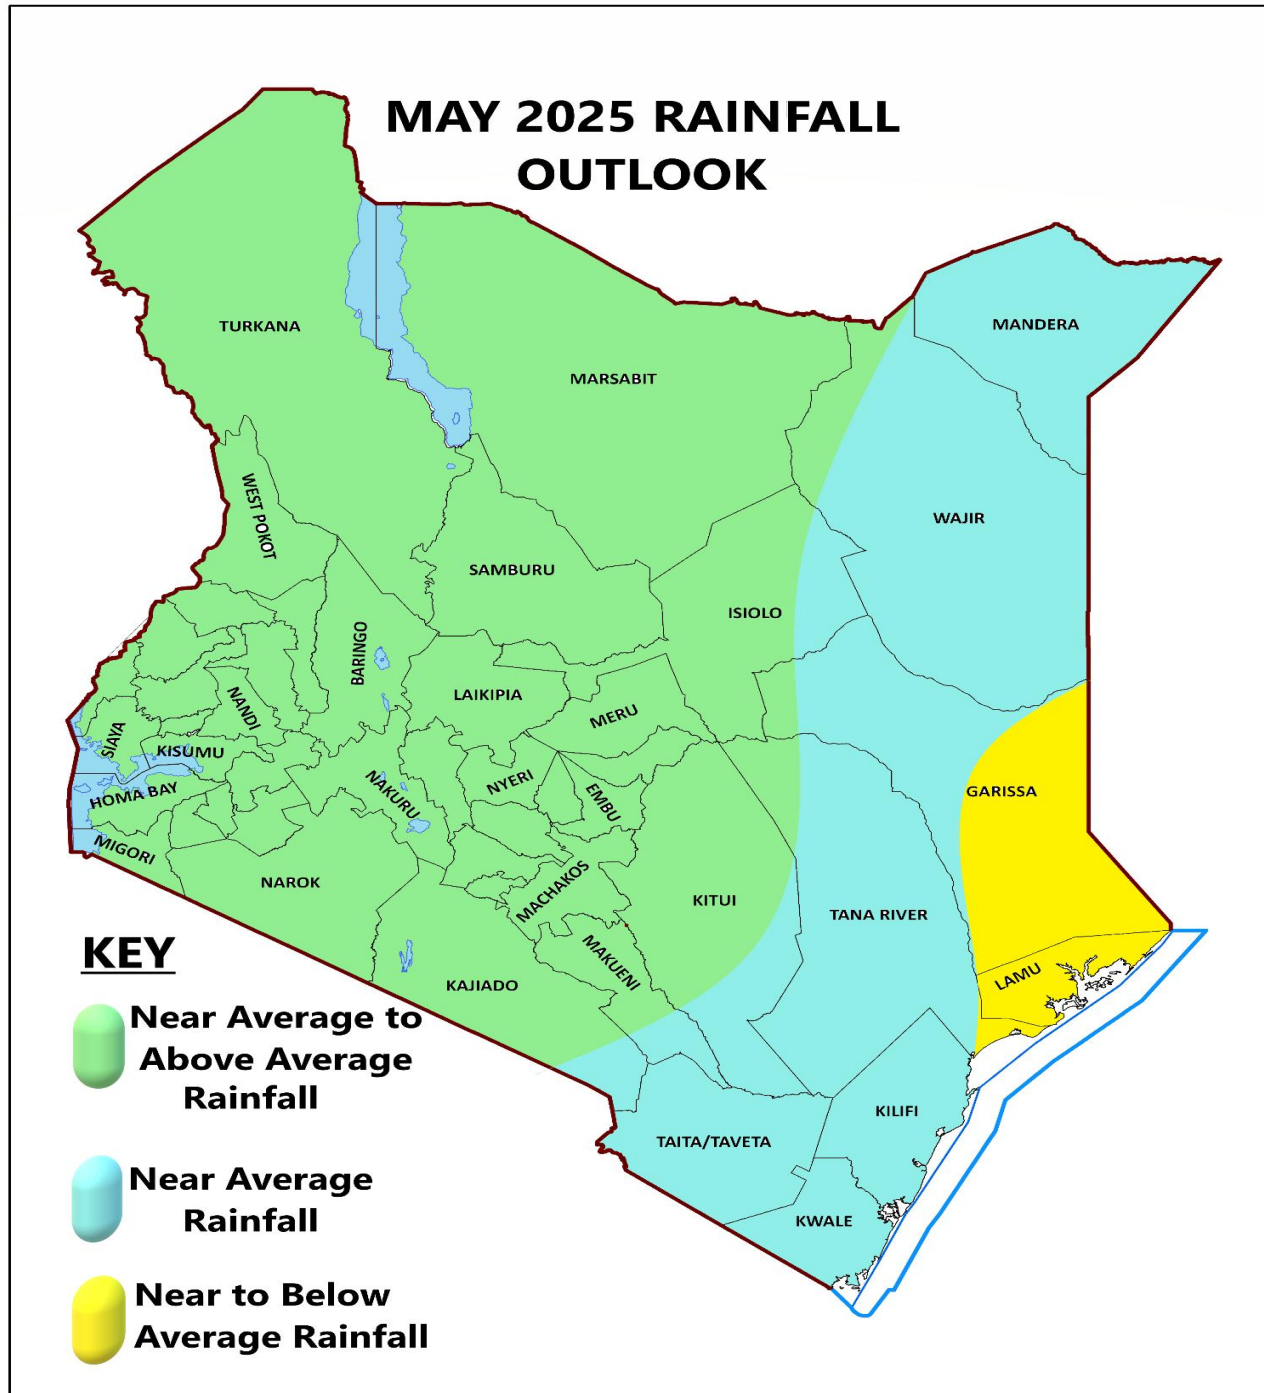 MAY 2025 RAINFALL
OUTLOOK
TURKANA
MANDERA
MARSABIT
WEST POKOT
WAJIR
SAMBURU
ISIOLO
BARINGO
LAIKIPIA
MERU
NANDI
SIAYA
KISUMU
HOMA BAY
NAKURU
NYERI
EMBU
GARISSA
MIGORI
NAROK
MACHAKOS
KITUI
TANA RIVER
MAKUENI
LAMU
KAJIADO
KILIFI
TAITA/TAVETA
KWALE
KEY
Near Average to
Above Average
Rainfall
Near Average
Rainfall
Near to Below
Average Rainfall